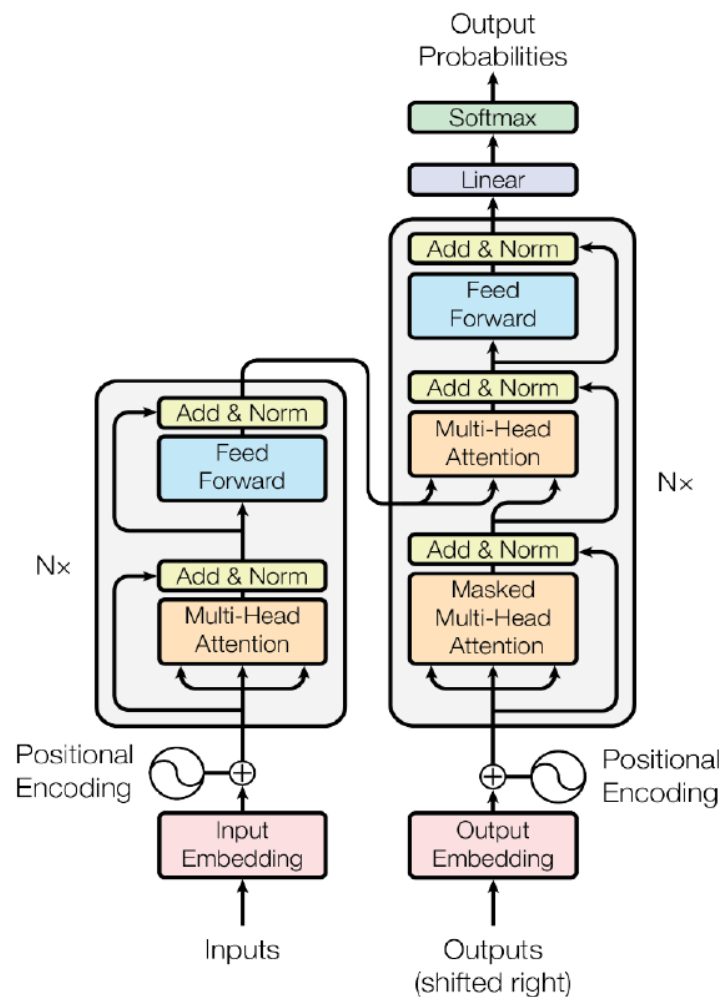 Output
Probabilities
Softmax
Linear
Add & Norm
Feed
Forward
Add & Norm
Multi-Head
Attention
Nx
Add & Norm
Masked
Multi-Head
Attention
Add & Norm
Feed
Forward
Nx
Add & Norm
Multi-Head
Attention
Positional
Encoding
Positional
Encoding
Input
Embedding
Output
Embedding
Inputs
Outputs
(shifted right)